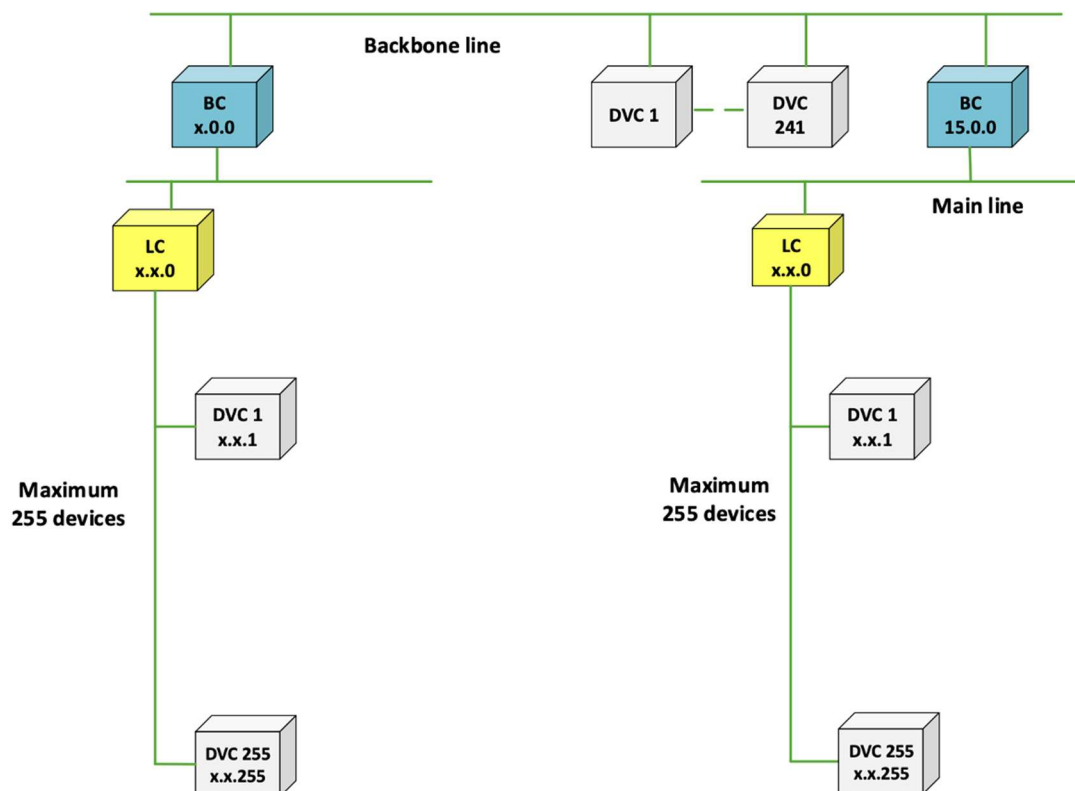 Backbone line
BC
x.0.0
DVC 1
DVC
241
BC
15.0.0
Main line
LC
x.x.0
LC
x.x.0
DVC 1
x.x.1
DVC 1
x.x.1
Maximum
255 devices
Maximum
255 devices
DVC 255
x.x.255
DVC 255
x.x.255